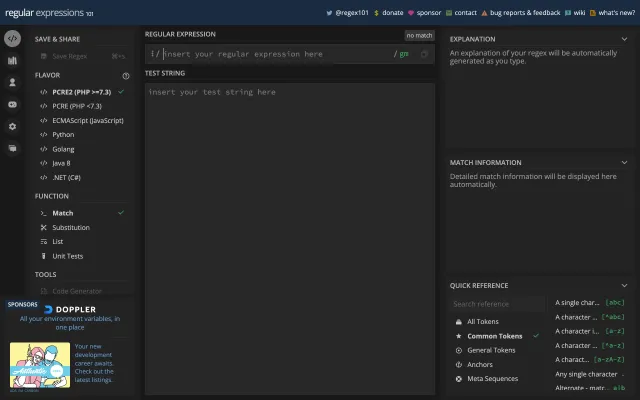 regular expressions 101
@regex101
$ donate
sponsor
contact
bug reports & feedback
wiki
what's new?
SAVE & SHARE
Save Regex
⌘+s
FLAVOR
</> PCRE2 (PHP >=7.3)
</> PCRE (PHP <7.3)
</> ECMAScript (JavaScript)
</> Python
</> Golang
</> Java 8
</> .NET (C#)
FUNCTION
>_ Match
Substitution
List
Unit Tests
TOOLS
Code Generator
SPONSORS
DOPPLER
All your environment variables, in
one place
Authentic
Your new
development
career awaits.
Check out the
latest listings.
REGULAR EXPRESSION
no match
/ insert your regular expression here
/ gm
TEST STRING
insert your test string here
EXPLANATION
An explanation of your regex will be automatically
generated as you type.
MATCH INFORMATION
Detailed match information will be displayed here
automatically.
QUICK REFERENCE
Search reference
All Tokens
Common Tokens
General Tokens
Anchors
Meta Sequences
A single char... [abc]
A character ... [^abc]
A character i... [a-z]
A character ... [^a-z]
A charact... [a-zA-Z]
Any single character .
Alternate - matc... a|b